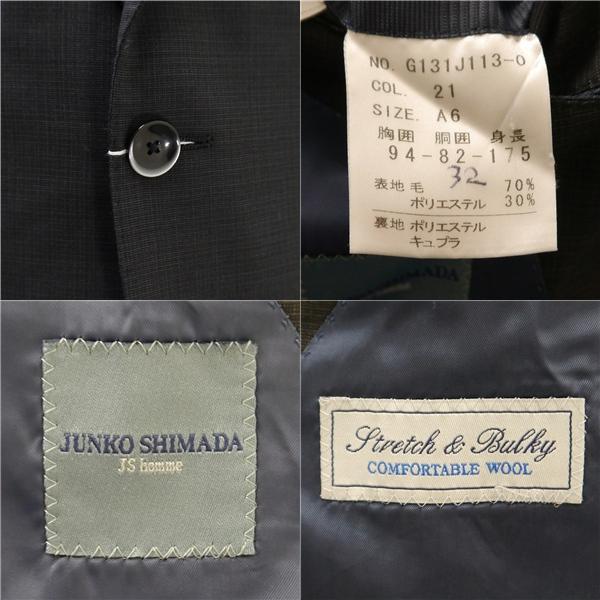 NO. G131J113-0
COL. 21
SIZE. A6
胸囲 胴囲 身長
94-82-175
32
表地 毛 70%
ポリエステル 30%
裏地 ポリエステル
キュプラ
SHIMADA
JUNKO SHIMADA
JS homme
Stretch & Bulky
COMFORTABLE WOOL